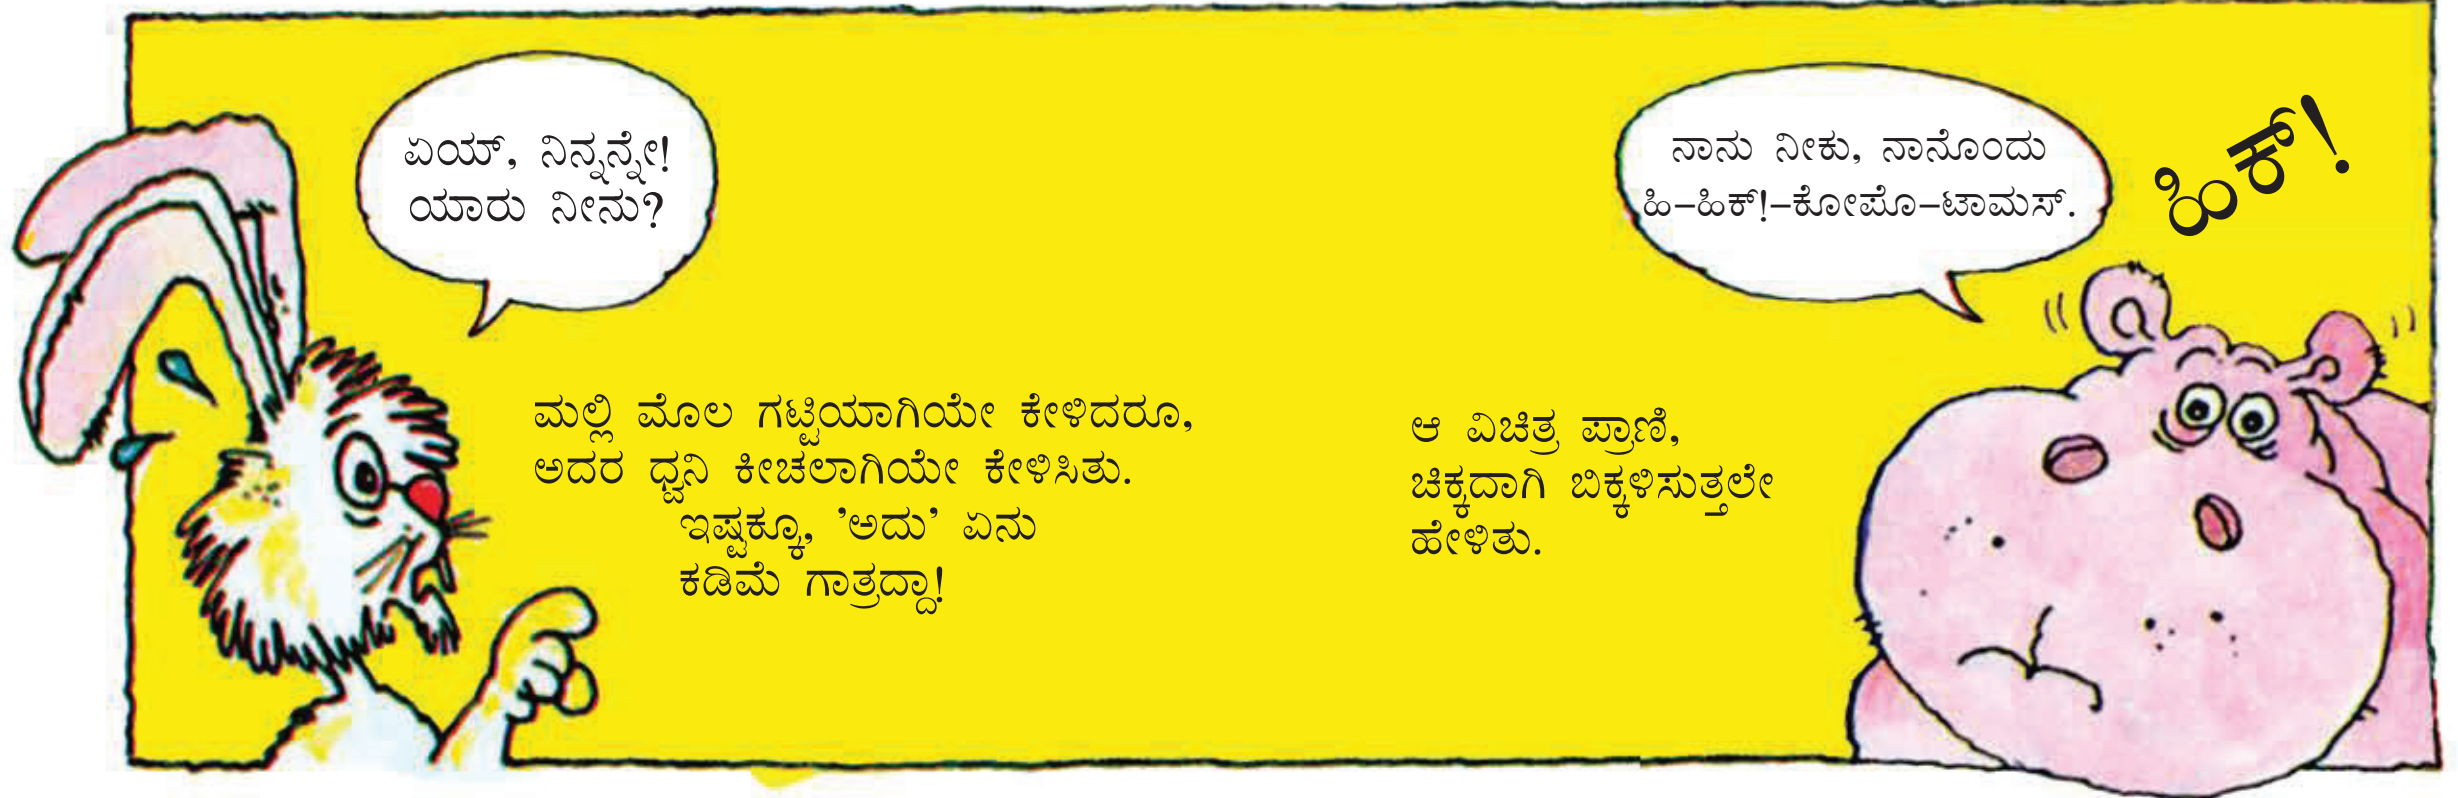 ಏಯ್, ನಿನ್ನನ್ನೇ!
ಯಾರು ನೀನು?
ಮಲ್ಲಿ ಮೊಲ ಗಟ್ಟಿಯಾಗಿಯೇ ಕೇಳಿದರೂ,
ಅದರ ಧ್ವನಿ ಕೀಚಲಾಗಿಯೇ ಕೇಳಿಸಿತು.
ಇಷ್ಟಕ್ಕೂ, 'ಅದು' ಏನು
ಕಡಿಮೆ ಗಾತ್ರದ್ದಾ!
ನಾನು ನೀಕು, ನಾನೊಂದು
ಹಿ–ಹಿಕ್!–ಕೋಪೊ–ಟಾಮಸ್.
ಹಿಕ್!
ಆ ವಿಚಿತ್ರ ಪ್ರಾಣಿ,
ಚಿಕ್ಕದಾಗಿ ಬಿಕ್ಕಳಿಸುತ್ತಲೇ
ಹೇಳಿತು.